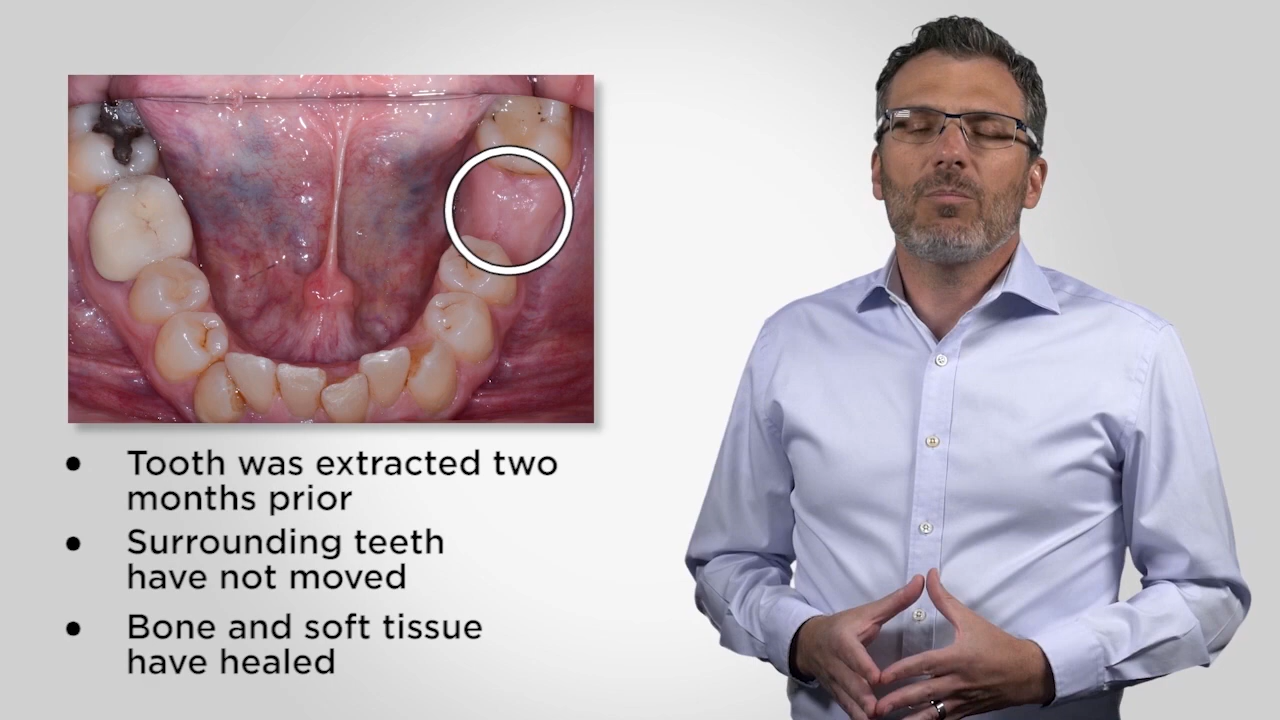 Tooth was extracted two
months prior
Surrounding teeth
have not moved
Bone and soft tissue
have healed